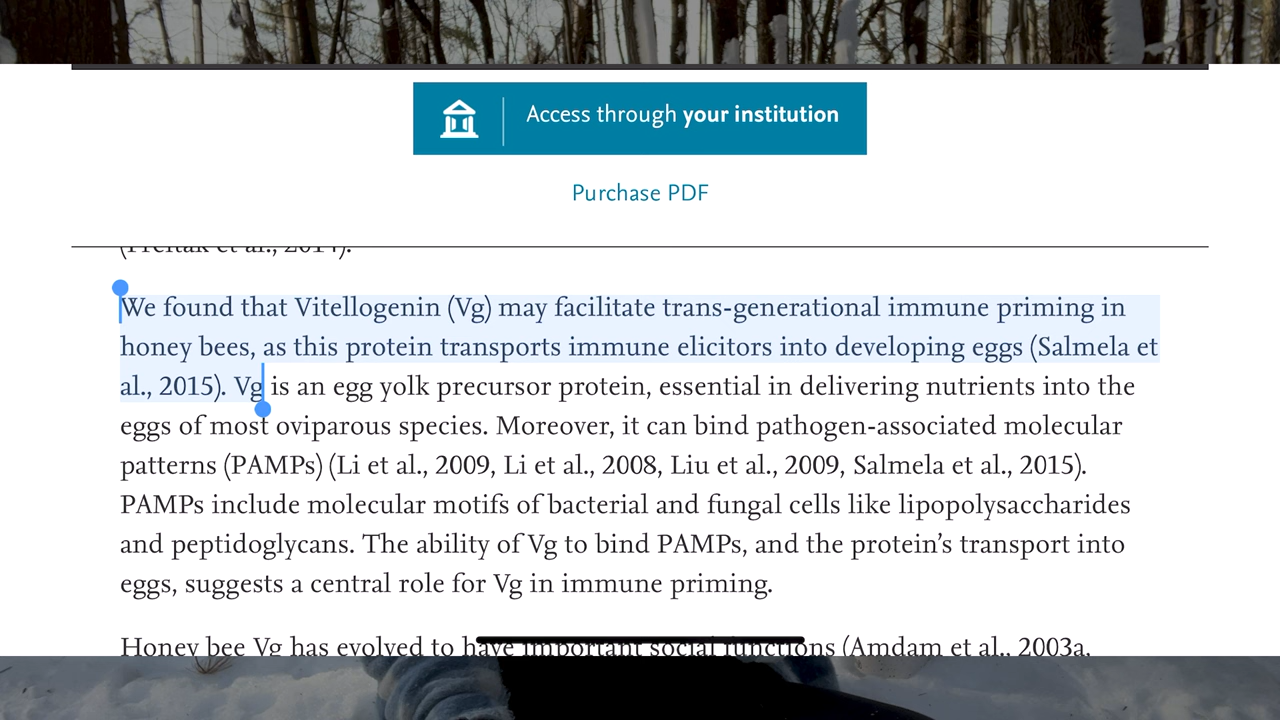 Access through your institution
Purchase PDF
(Freitak et al., 2014).
We found that Vitellogenin (Vg) may facilitate trans-generational immune priming in
honey bees, as this protein transports immune elicitors into developing eggs (Salmela et
al., 2015). Vg is an egg yolk precursor protein, essential in delivering nutrients into the
eggs of most oviparous species. Moreover, it can bind pathogen-associated molecular
patterns (PAMPs) (Li et al., 2009, Li et al., 2008, Liu et al., 2009, Salmela et al., 2015).
PAMPs include molecular motifs of bacterial and fungal cells like lipopolysaccharides
and peptidoglycans. The ability of Vg to bind PAMPs, and the protein’s transport into
eggs, suggests a central role for Vg in immune priming.
Honey bee Vg has evolved to have important social functions (Amdam et al., 2003a,